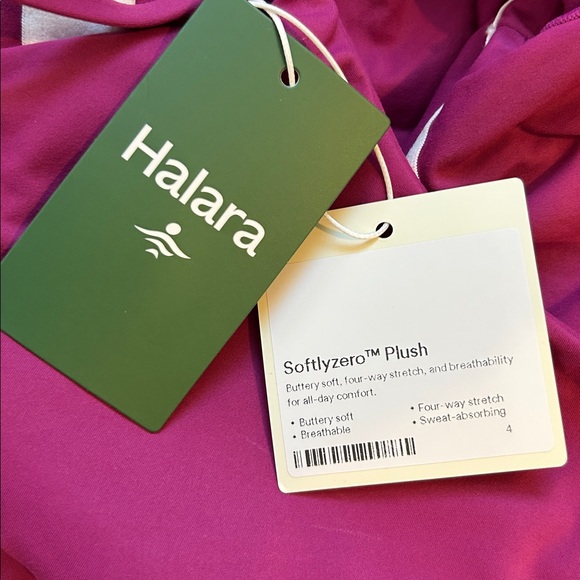 Halara
Softlyzero™ Plush
Buttery soft, four-way stretch, and breathability
for all-day comfort.
• Buttery soft
• Breathable
• Four-way stretch
• Sweat-absorbing
4